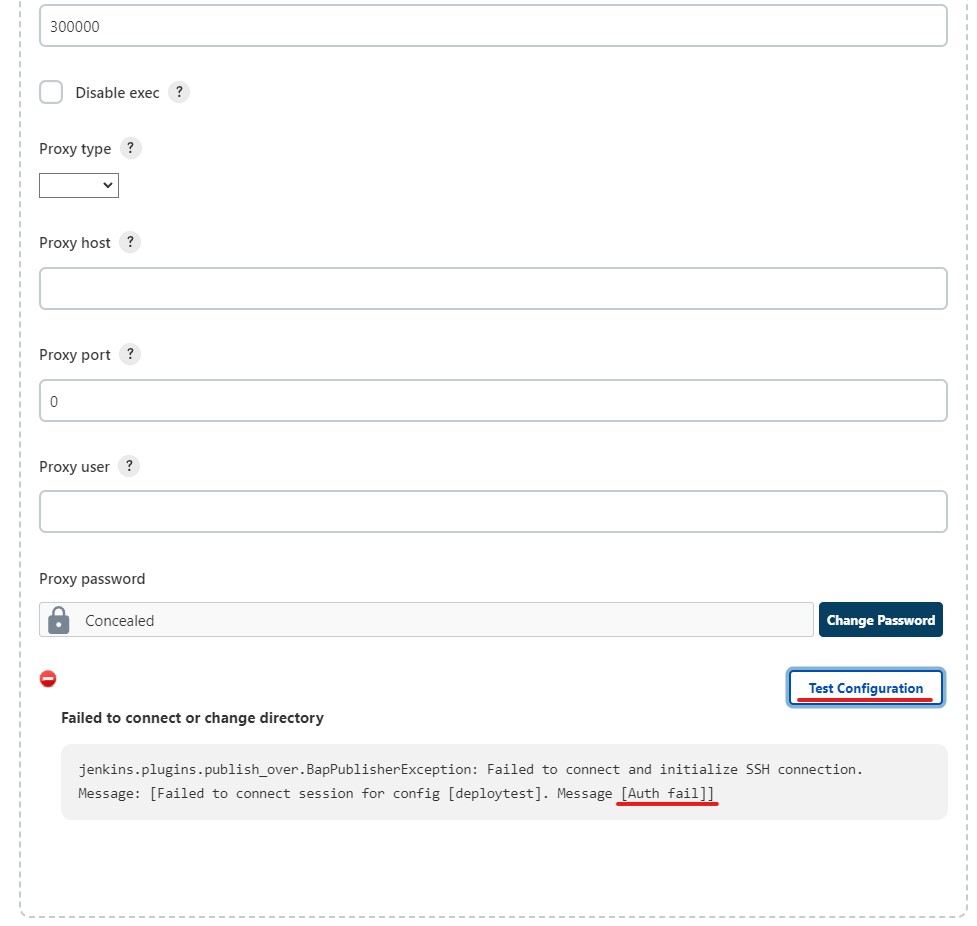 300000
Disable exec ?
Proxy type ?
Proxy host ?
Proxy port ?
0
Proxy user ?
Proxy password
Concealed
Change Password
Test Configuration
Failed to connect or change directory
jenkins.plugins.publish_over.BapPublisherException: Failed to connect and initialize SSH connection.
Message: [Failed to connect session for config [deploytest]. Message [Auth fail]]